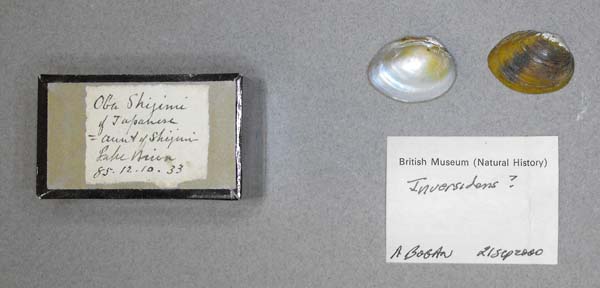 Oba Shijimi
of Japanese
= aunt of Shijimi
Lake Biwa
85.12.10.33
British Museum (Natural History)
Inversidens ?
A BOGAN 21 Sep 2000